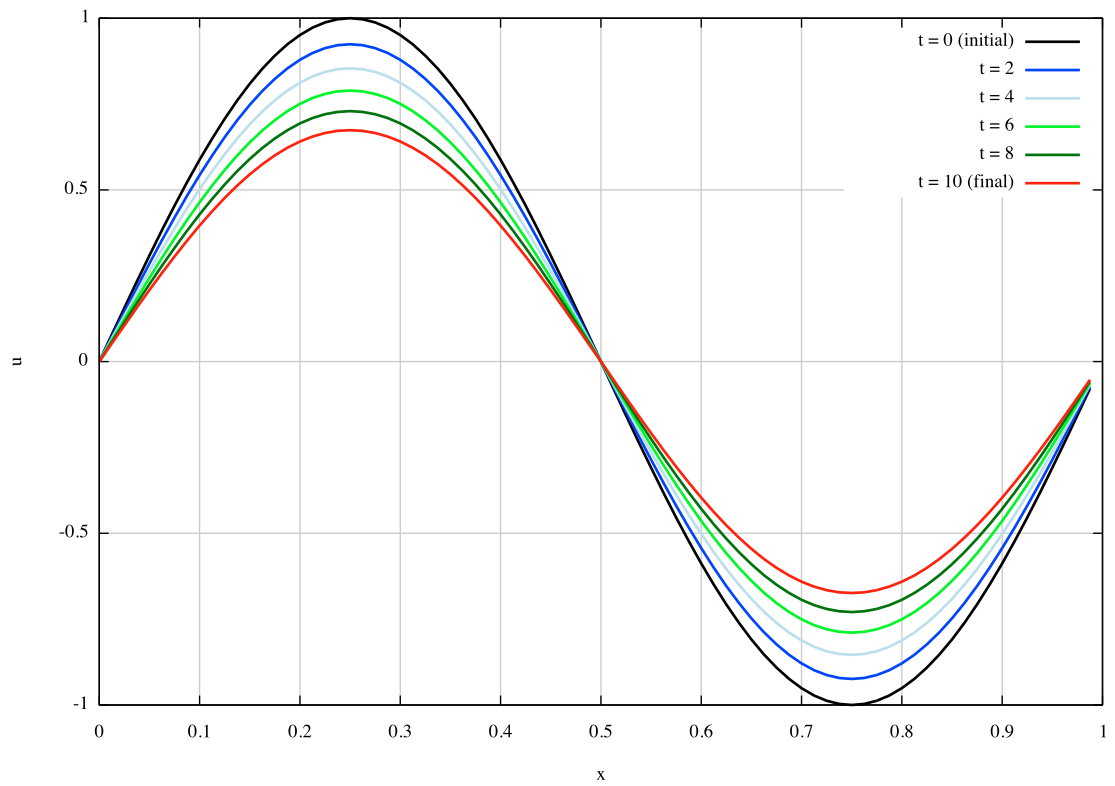 1
t = 0 (initial)
t = 2
t = 4
t = 6
t = 8
t = 10 (final)
0.5
0
u
-0.5
-1
0 0.1 0.2 0.3 0.4 0.5 0.6 0.7 0.8 0.9 1
x